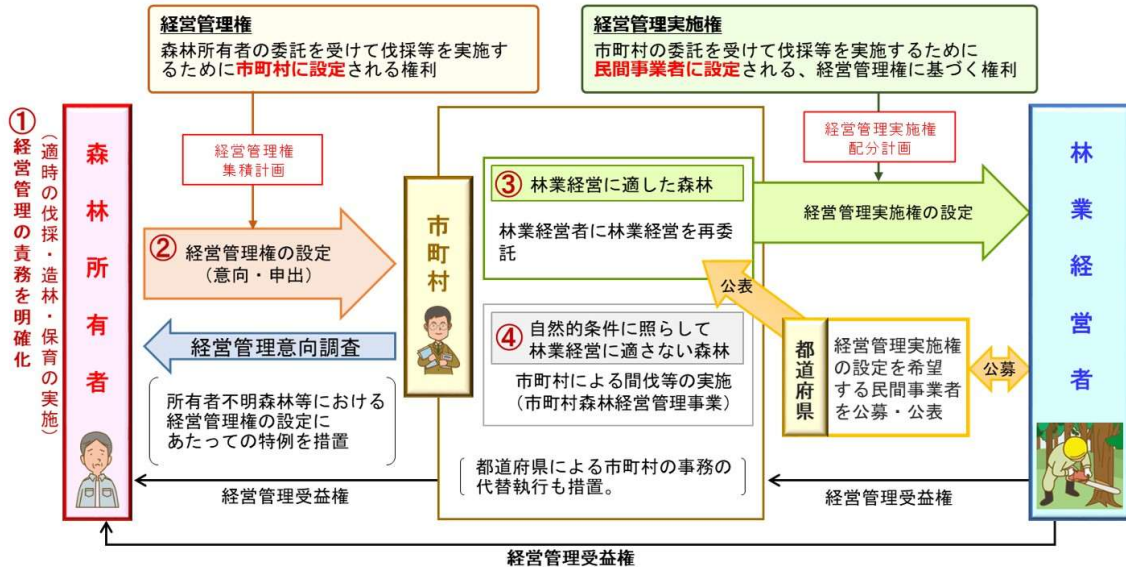 経営管理権
森林所有者の委託を受けて伐採等を実施す
るために市町村に設定される権利
経営管理実施権
市町村の委託を受けて伐採等を実施するために
民間事業者に設定される、経営管理権に基づく権利
①経営管理の責務を明確化
(適時の伐採・造林・保育の実施)
森林所有者
経営管理権
集積計画
②
経営管理権の設定
(意向・申出)
経営管理意向調査
所有者不明森林等における
経営管理権の設定に
あたっての特例を措置
市町村
③ 林業経営に適した森林
林業経営者に林業経営を再委
託
④ 自然的条件に照らして
林業経営に適さない森林
市町村による間伐等の実施
(市町村森林経営管理事業)
都道府県による市町村の事務の
代替執行も措置。
経営管理実施権
配分計画
経営管理実施権の設定
公表
都道府県
経営管理実施権
の設定を希望
する民間事業者
を公募・公表
公募
林業経営者
経営管理受益権
経営管理受益権
経営管理受益権